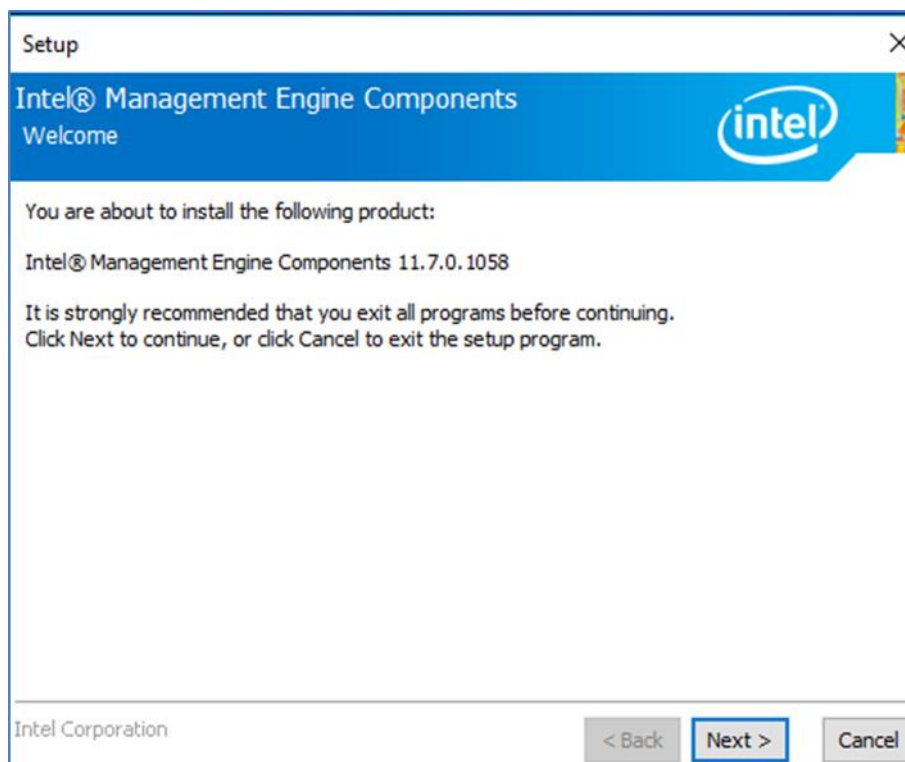 Setup
Intel® Management Engine Components
Welcome
intel
You are about to install the following product:
Intel® Management Engine Components 11.7.0.1058
It is strongly recommended that you exit all programs before continuing.
Click Next to continue, or click Cancel to exit the setup program.
Intel Corporation
< Back Next > Cancel